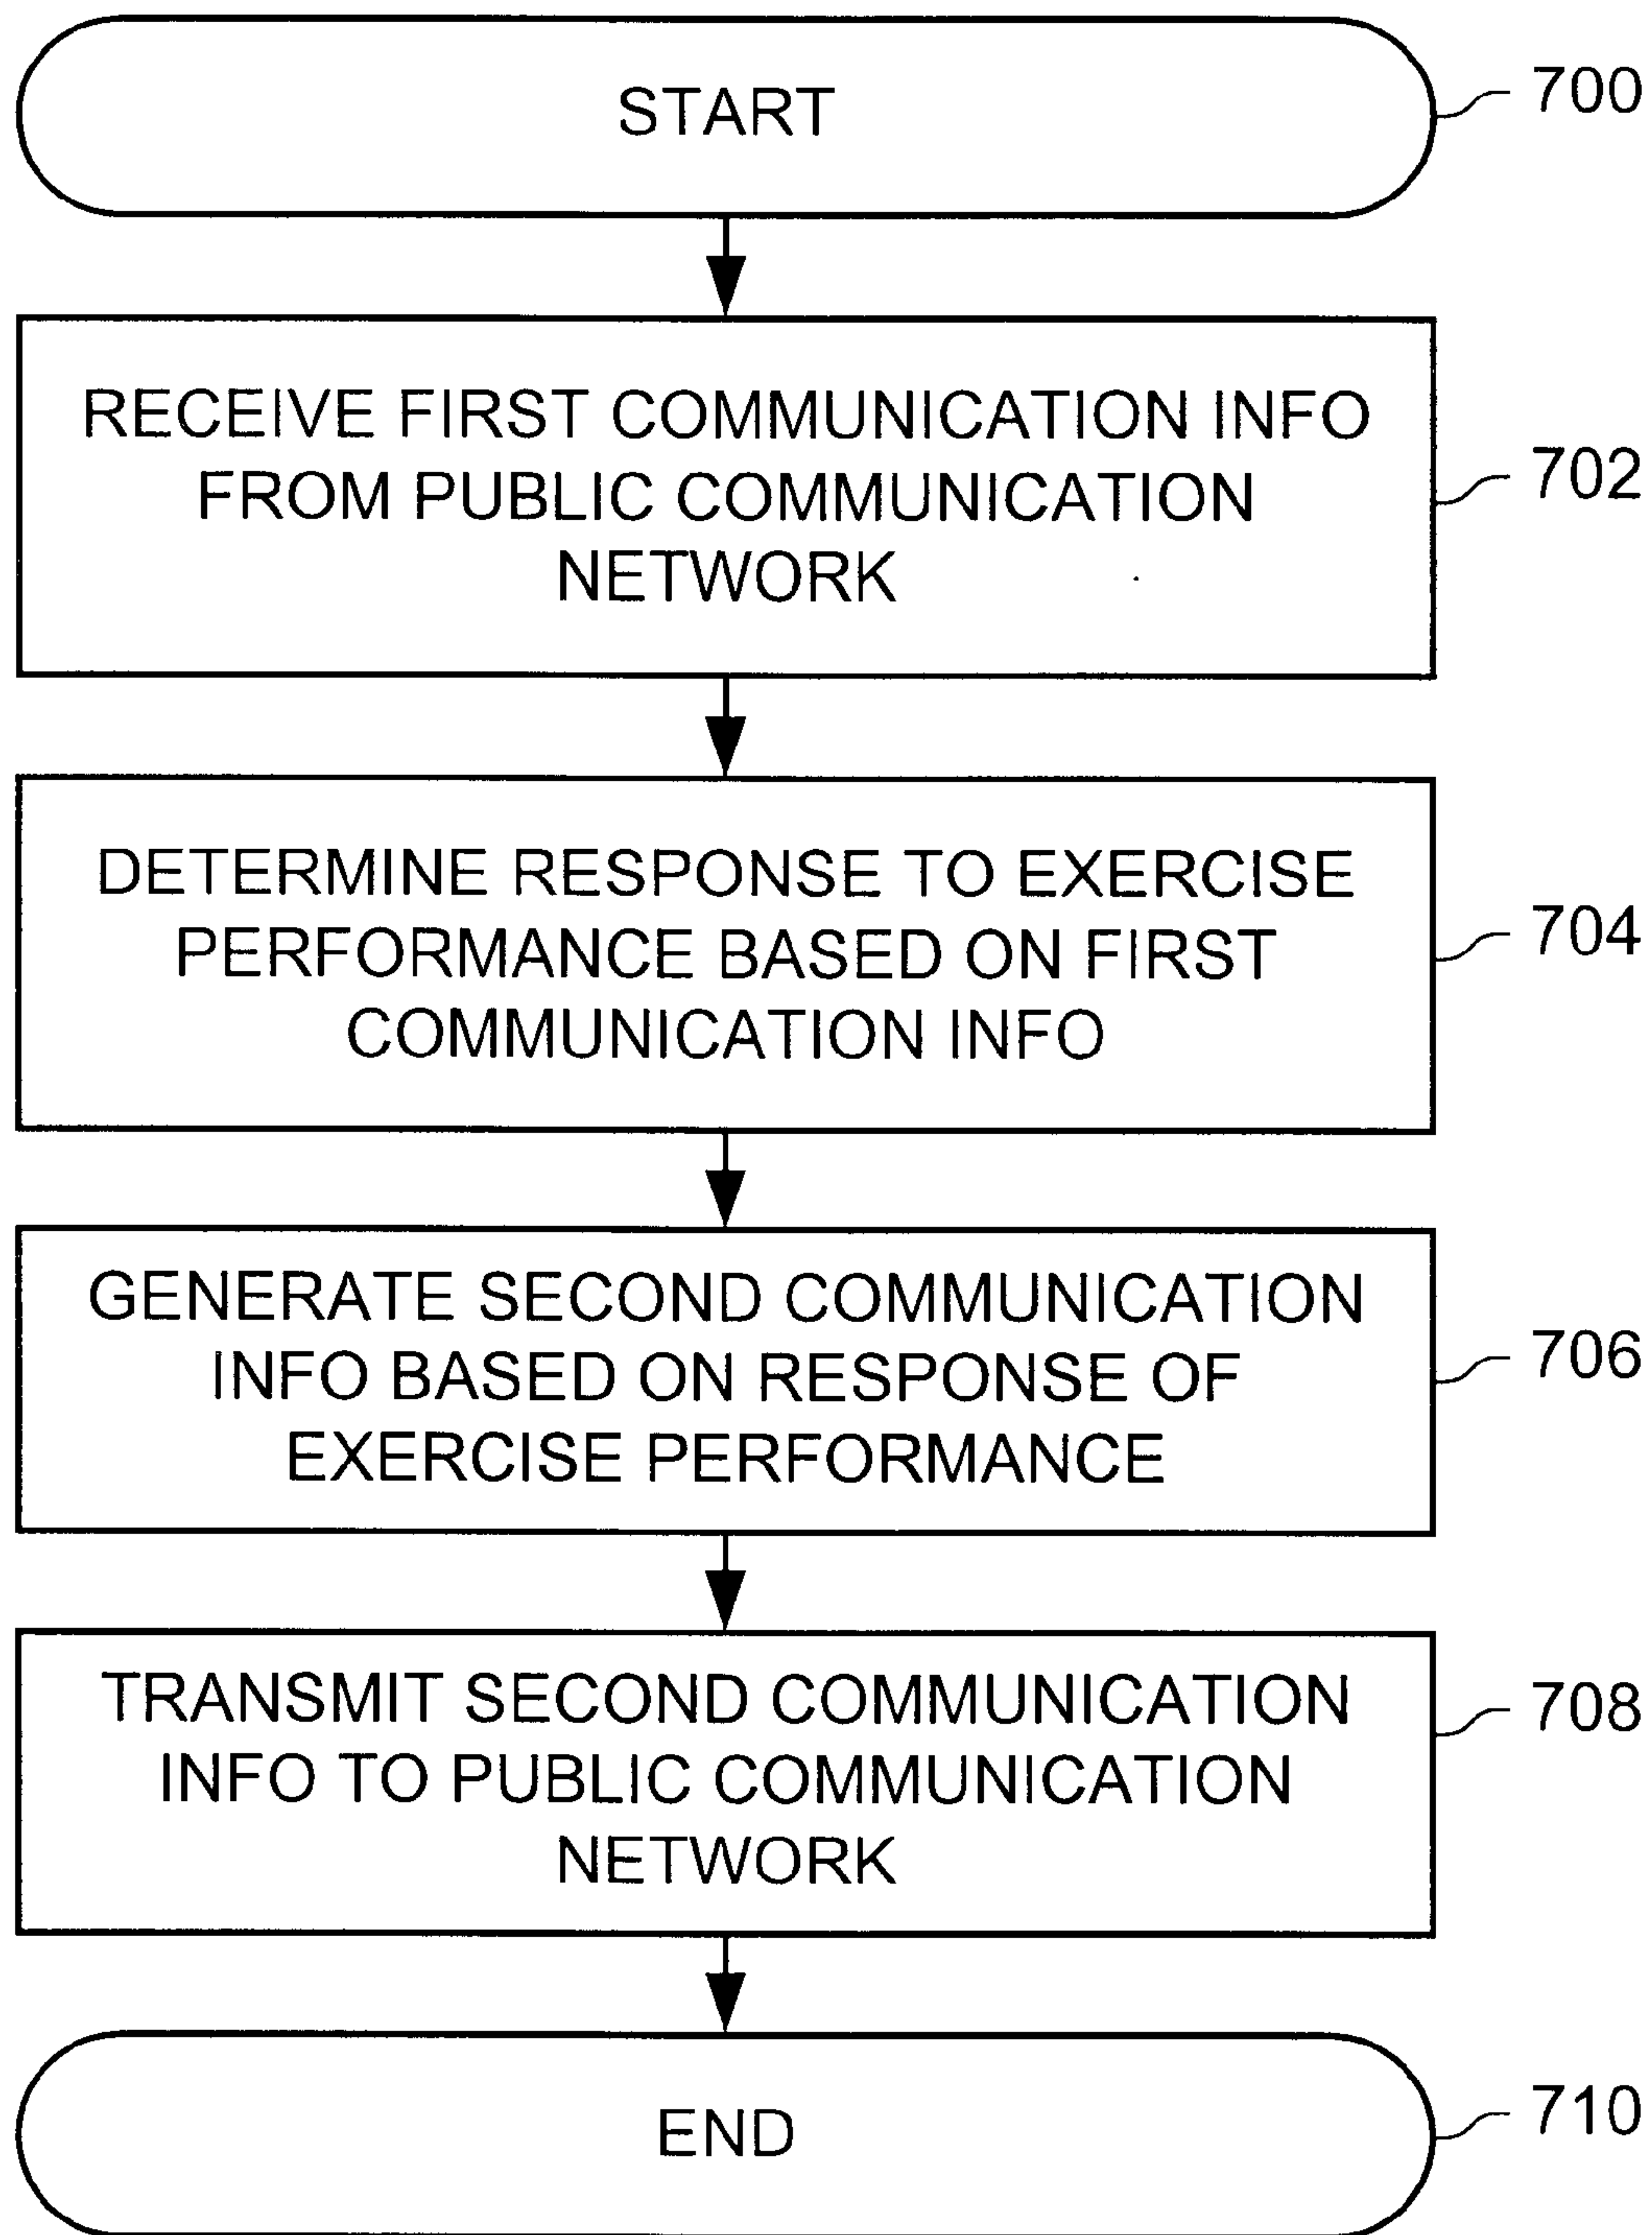 START
700
RECEIVE FIRST COMMUNICATION INFO
FROM PUBLIC COMMUNICATION
NETWORK
702
DETERMINE RESPONSE TO EXERCISE
PERFORMANCE BASED ON FIRST
COMMUNICATION INFO
704
GENERATE SECOND COMMUNICATION
INFO BASED ON RESPONSE OF
EXERCISE PERFORMANCE
706
TRANSMIT SECOND COMMUNICATION
INFO TO PUBLIC COMMUNICATION
NETWORK
708
END
710